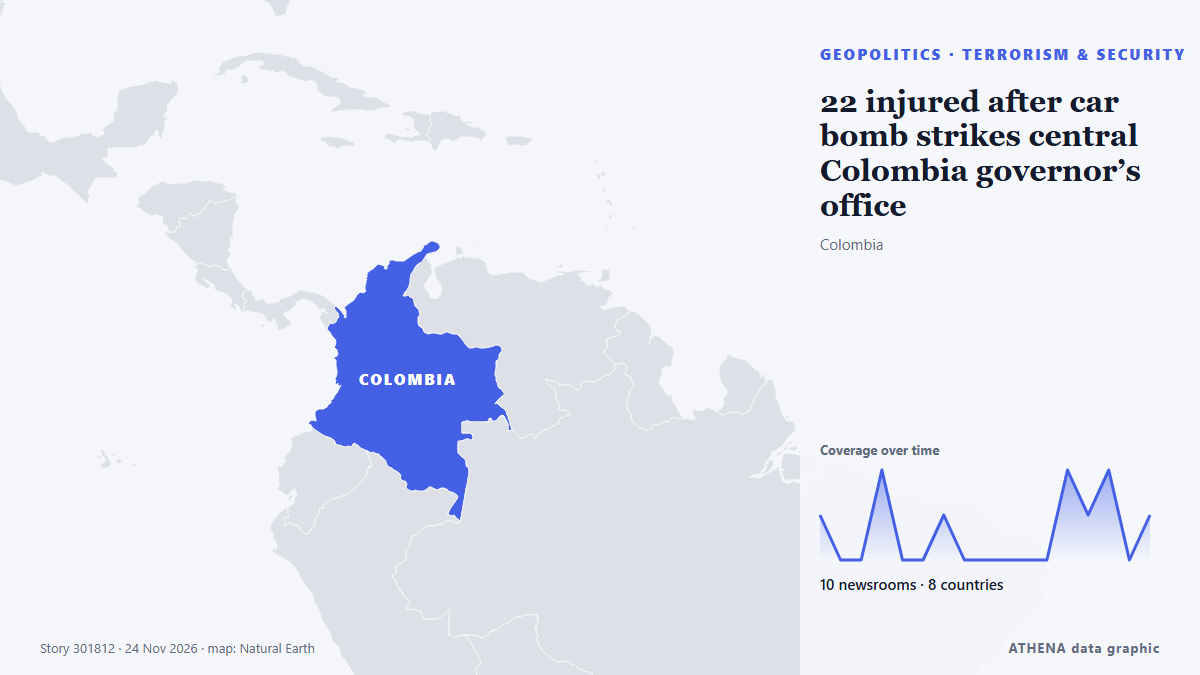 GEOPOLITICS · TERRORISM & SECURITY
22 injured after car
bomb strikes central
Colombia governor’s
office
Colombia
COLOMBIA
Coverage over time
10 newsrooms · 8 countries
Story 301812 · 24 Nov 2026 · map: Natural Earth
ATHENA data graphic